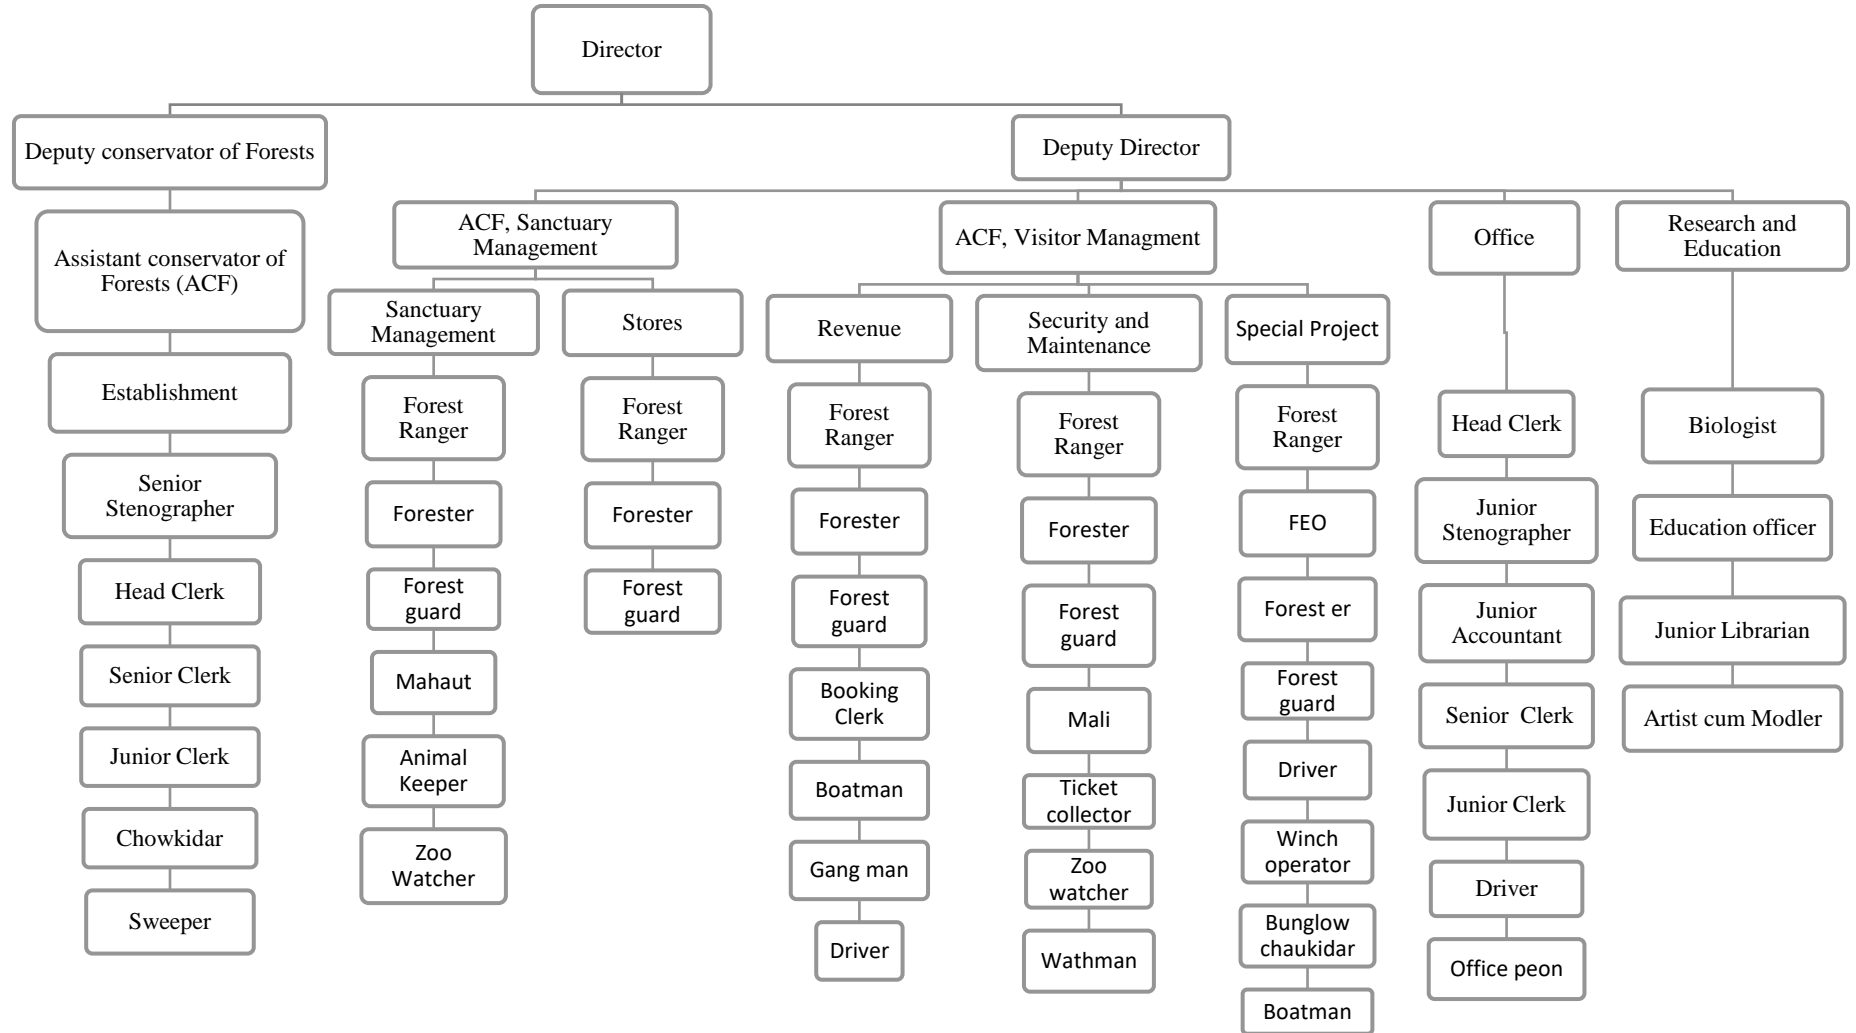 Director
Deputy conservator of Forests
Deputy Director
Assistant conservator of
Forests (ACF)
Establishment
Senior
Stenographer
Head Clerk
Senior Clerk
Junior Clerk
Chowkidar
Sweeper
ACF, Sanctuary
Management
Sanctuary
Management
Forest
Ranger
Forester
Forest
guard
Mahaut
Animal
Keeper
Zoo
Watcher
Stores
Forest
Ranger
Forester
Forest
guard
ACF, Visitor Managment
Revenue
Forest
Ranger
Forester
Forest
guard
Booking
Clerk
Boatman
Gang man
Driver
Security and
Maintenance
Forest
Ranger
Forester
Forest
guard
Mali
Ticket
collector
Zoo
watcher
Wathman
Special Project
Forest
Ranger
FEO
Forest er
Forest
guard
Driver
Winch
operator
Bunglow
chaukidar
Boatman
Office
Head Clerk
Junior
Stenographer
Junior
Accountant
Senior Clerk
Junior Clerk
Driver
Office peon
Research and
Education
Biologist
Education officer
Junior Librarian
Artist cum Modler